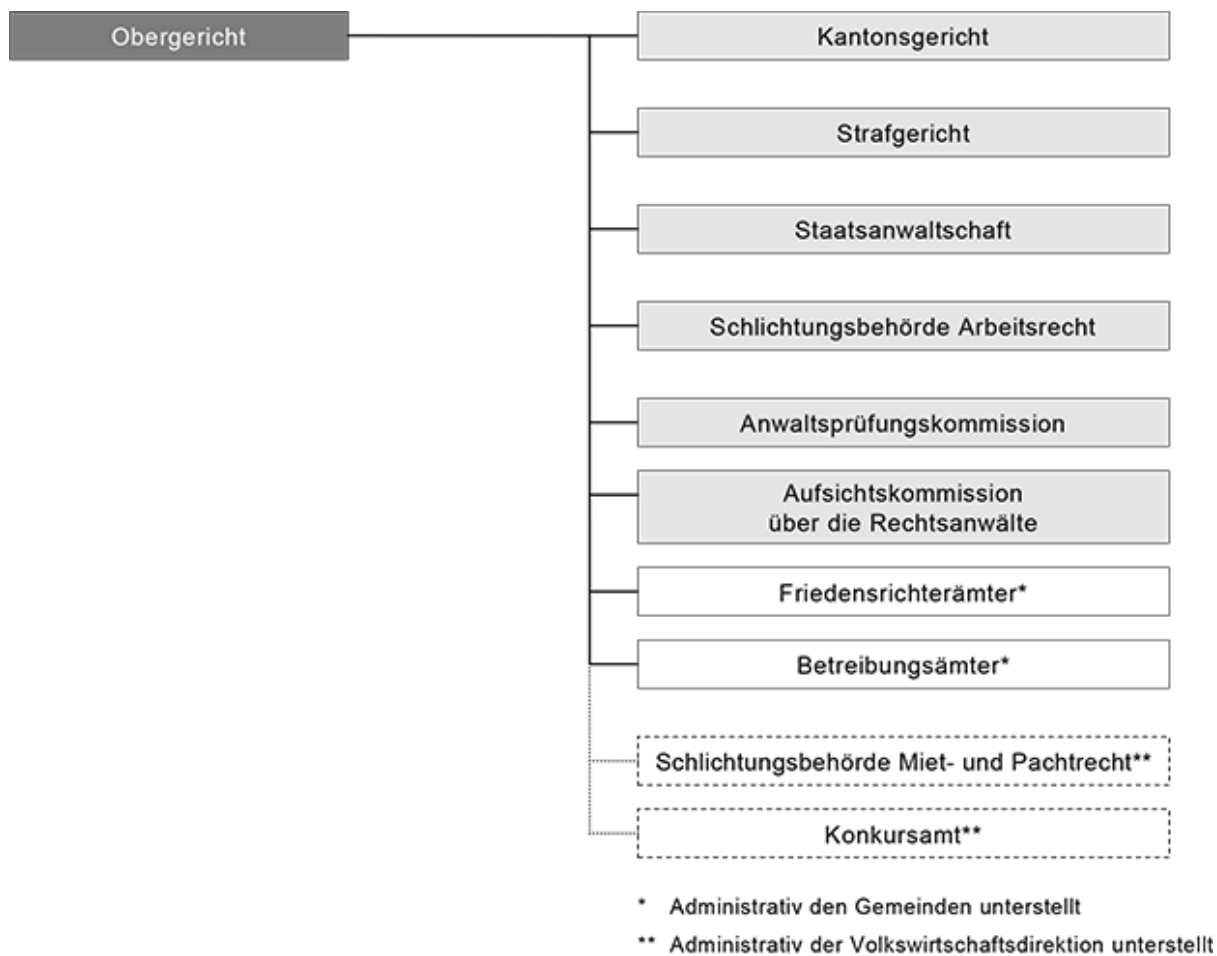 Obergericht
Kantonsgericht
Strafgericht
Staatsanwaltschaft
Schlichtungsbehörde Arbeitsrecht
Anwaltsprüfungskommission
Aufsichtskommission
über die Rechtsanwälte
Friedensrichterämter*
Betreibungsämter*
Schlichtungsbehörde Miet- und Pachtrecht**
Konkursamt**
* Administrativ den Gemeinden unterstellt
** Administrativ der Volkswirtschaftsdirektion unterstellt